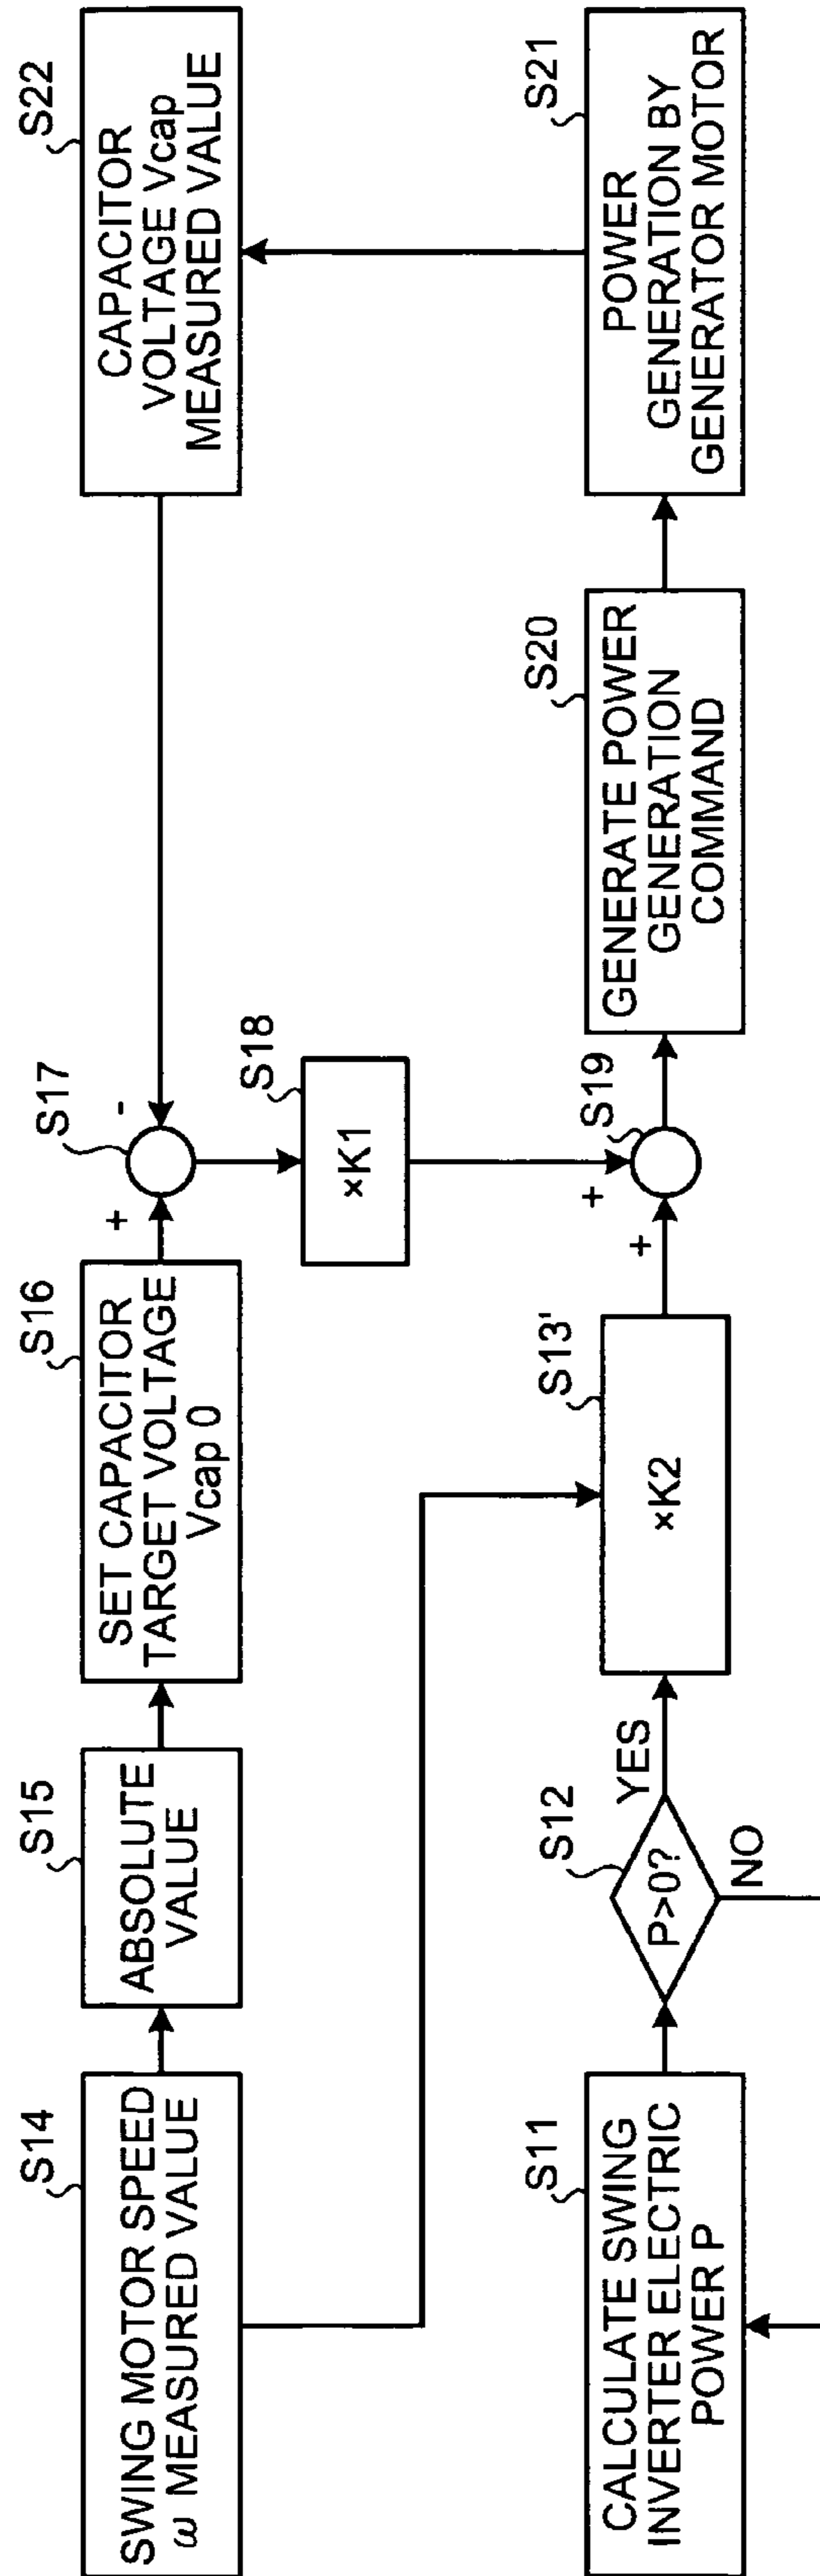 S14
SWING MOTOR SPEED
ω MEASURED VALUE
S15
ABSOLUTE
VALUE
S16
SET CAPACITOR
TARGET VOLTAGE
Vcap 0
+
S17
-
S22
CAPACITOR
VOLTAGE Vcap
MEASURED VALUE
S18
×K1
S11
CALCULATE SWING
INVERTER ELECTRIC
POWER P
S12
P>0?
YES
NO
S13'
×K2
+
+
S19
S20
GENERATE POWER
GENERATION
COMMAND
S21
POWER
GENERATION BY
GENERATOR MOTOR